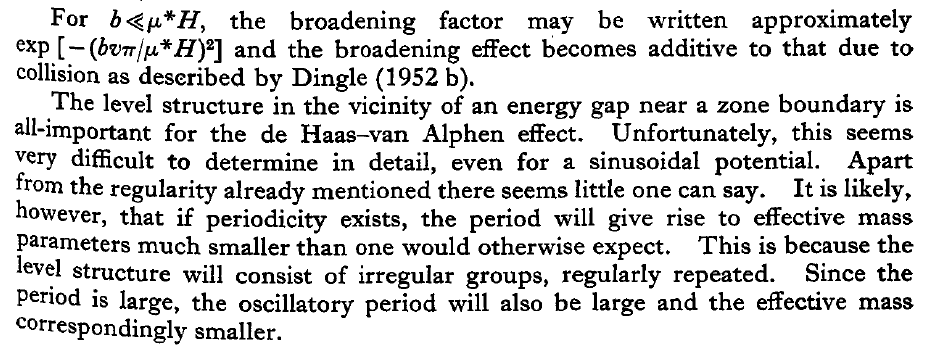 For b≪μ*H, the broadening factor may be written approximately
exp [−(bνπ/μ*H)²] and the broadening effect becomes additive to that due to
collision as described by Dingle (1952 b).
The level structure in the vicinity of an energy gap near a zone boundary is
all-important for the de Haas–van Alphen effect. Unfortunately, this seems
very difficult to determine in detail, even for a sinusoidal potential. Apart
from the regularity already mentioned there seems little one can say. It is likely,
however, that if periodicity exists, the period will give rise to effective mass
parameters much smaller than one would otherwise expect. This is because the
level structure will consist of irregular groups, regularly repeated. Since the
period is large, the oscillatory period will also be large and the effective mass
correspondingly smaller.